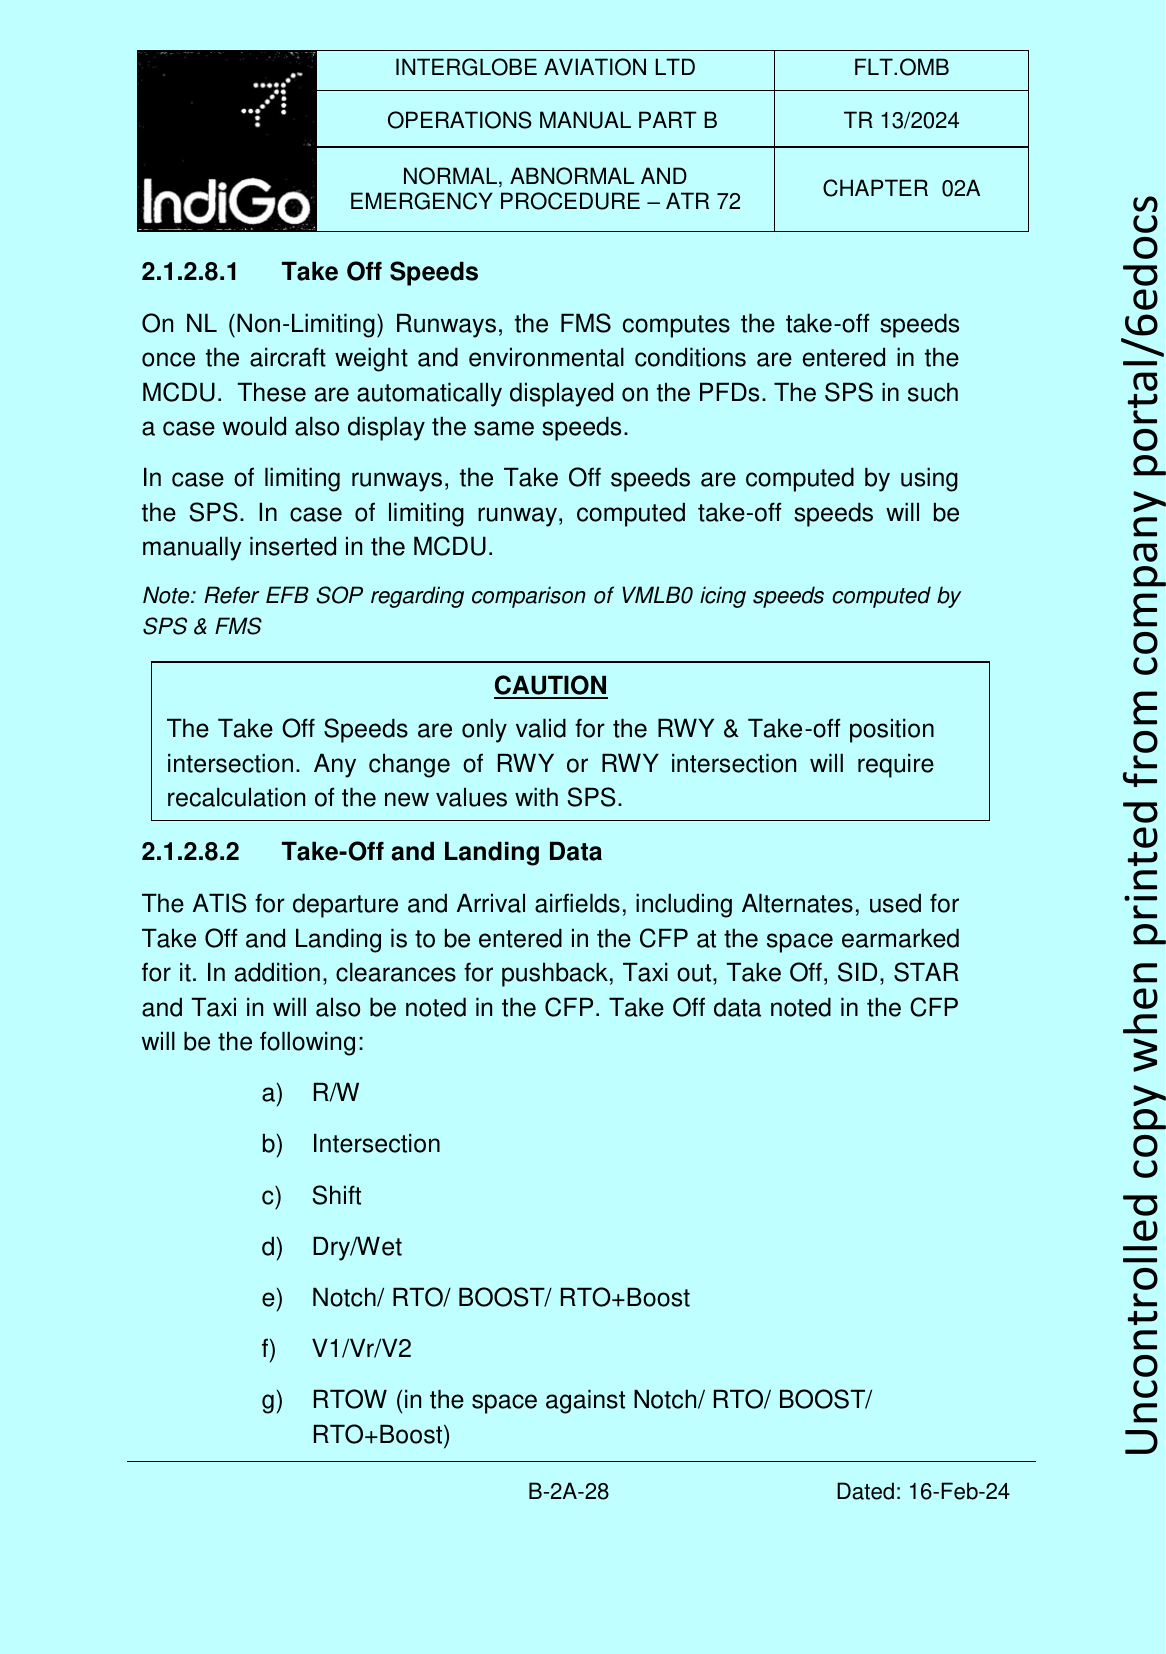 IndiGo
INTERGLOBE AVIATION LTD
FLT.OMB
OPERATIONS MANUAL PART B
TR 13/2024
NORMAL, ABNORMAL AND
EMERGENCY PROCEDURE – ATR 72
CHAPTER 02A
2.1.2.8.1 Take Off Speeds
On NL (Non-Limiting) Runways, the FMS computes the take-off speeds
once the aircraft weight and environmental conditions are entered in the
MCDU. These are automatically displayed on the PFDs. The SPS in such
a case would also display the same speeds.
In case of limiting runways, the Take Off speeds are computed by using
the SPS. In case of limiting runway, computed take-off speeds will be
manually inserted in the MCDU.
Note: Refer EFB SOP regarding comparison of VMLB0 icing speeds computed by
SPS & FMS
CAUTION
The Take Off Speeds are only valid for the RWY & Take-off position
intersection. Any change of RWY or RWY intersection will require
recalculation of the new values with SPS.
2.1.2.8.2 Take-Off and Landing Data
The ATIS for departure and Arrival airfields, including Alternates, used for
Take Off and Landing is to be entered in the CFP at the space earmarked
for it. In addition, clearances for pushback, Taxi out, Take Off, SID, STAR
and Taxi in will also be noted in the CFP. Take Off data noted in the CFP
will be the following:
a) R/W
b) Intersection
c) Shift
d) Dry/Wet
e) Notch/ RTO/ BOOST/ RTO+Boost
f) V1/Vr/V2
g) RTOW (in the space against Notch/ RTO/ BOOST/
RTO+Boost)
B-2A-28
Dated: 16-Feb-24
Uncontrolled copy when printed from company portal/6edocs